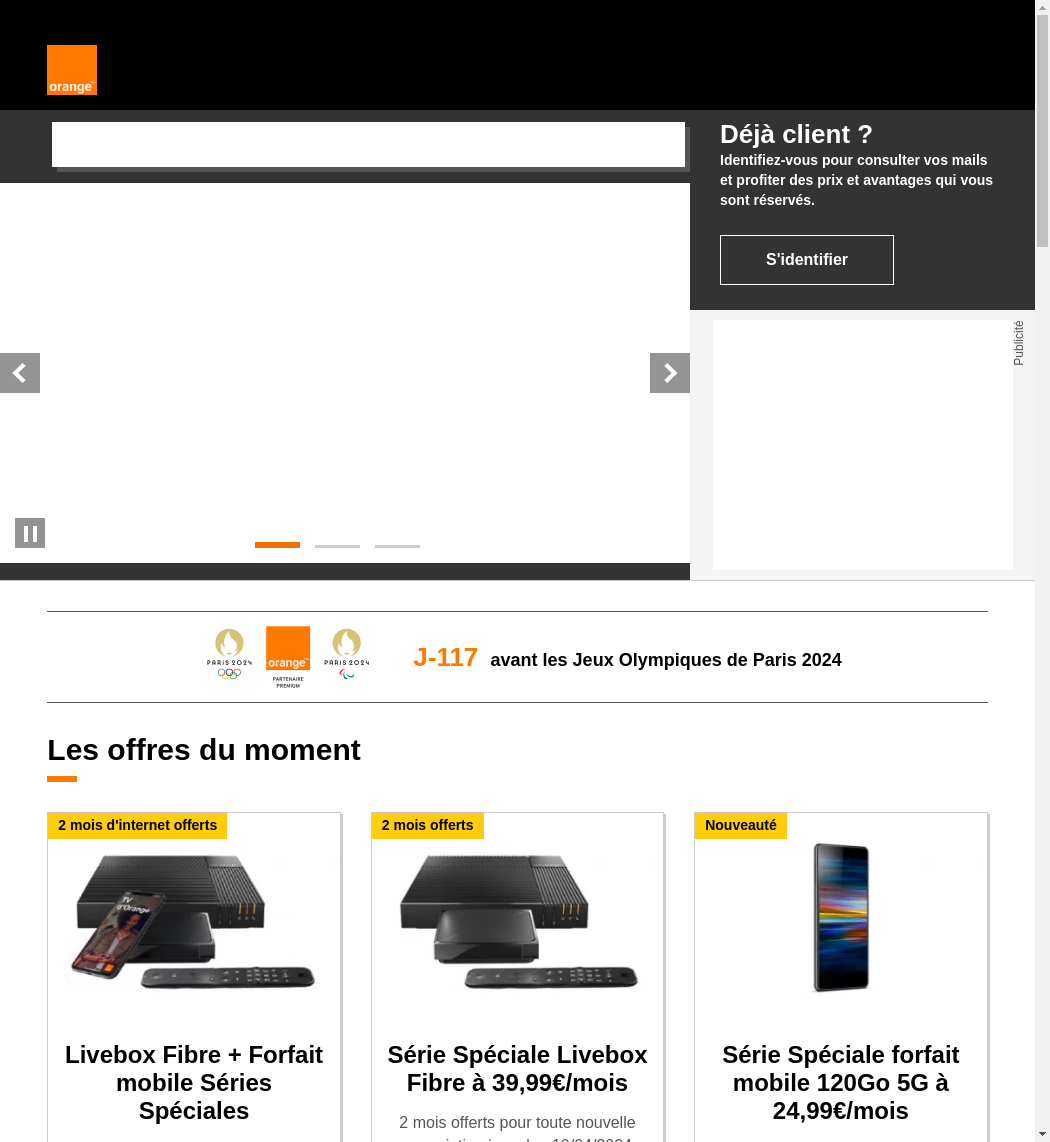 orange™
Déjà client ?
Identifiez-vous pour consulter vos mails
et profiter des prix et avantages qui vous
sont réservés.
S'identifier
Publicité
PARIS 2024
orange™
PARTENAIRE
PREMIUM
PARIS 2024
J-117 avant les Jeux Olympiques de Paris 2024
Les offres du moment
2 mois d'internet offerts
TV
d'Orange
Livebox Fibre + Forfait
mobile Séries
Spéciales
2 mois offerts
Série Spéciale Livebox
Fibre à 39,99€/mois
2 mois offerts pour toute nouvelle
Nouveauté
Série Spéciale forfait
mobile 120Go 5G à
24,99€/mois